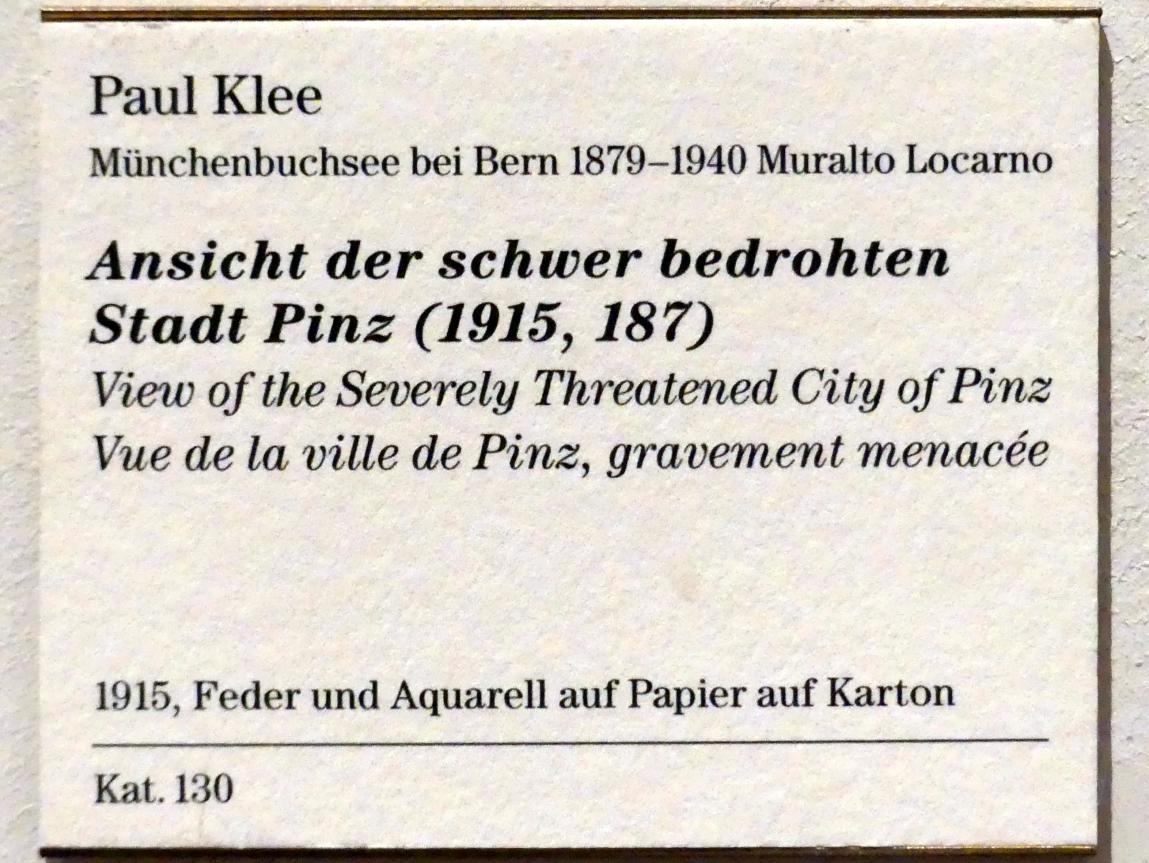 Paul Klee
Münchenbuchsee bei Bern 1879–1940 Muralto Locarno
Ansicht der schwer bedrohten
Stadt Pinz (1915, 187)
View of the Severely Threatened City of Pinz
Vue de la ville de Pinz, gravement menacée
1915, Feder und Aquarell auf Papier auf Karton
Kat. 130